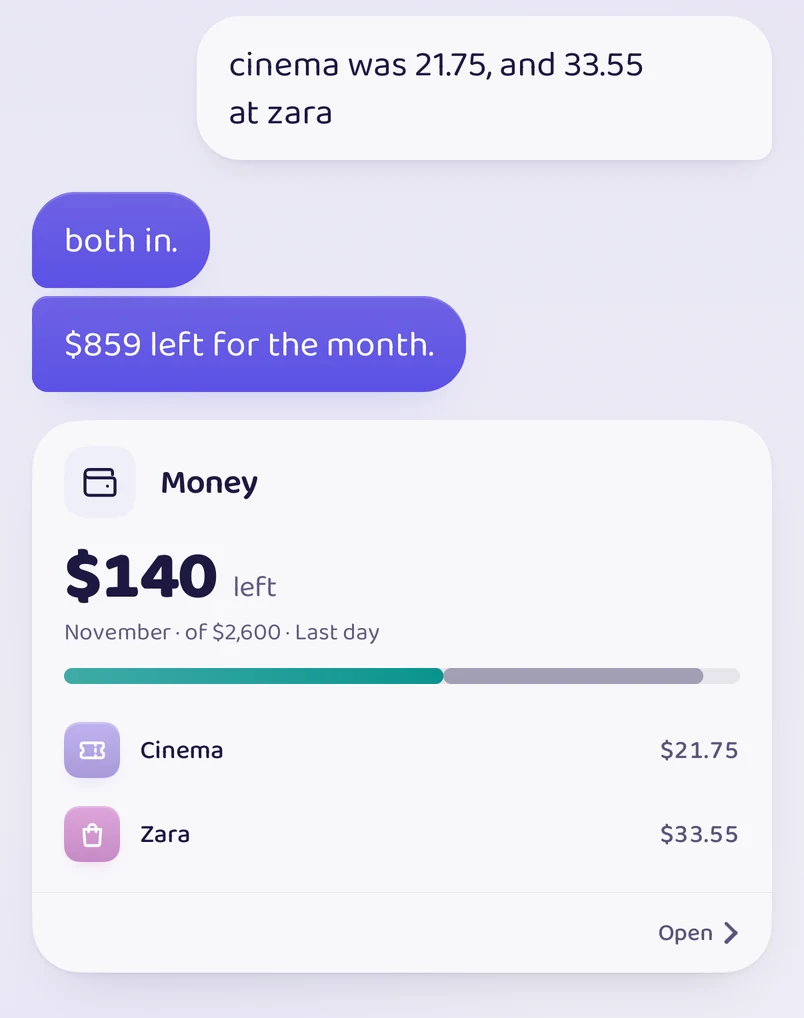 cinema was 21.75, and 33.55
at zara
both in.
$859 left for the month.
Money
$140 left
November · of $2,600 · Last day
Cinema $21.75
Zara $33.55
Open